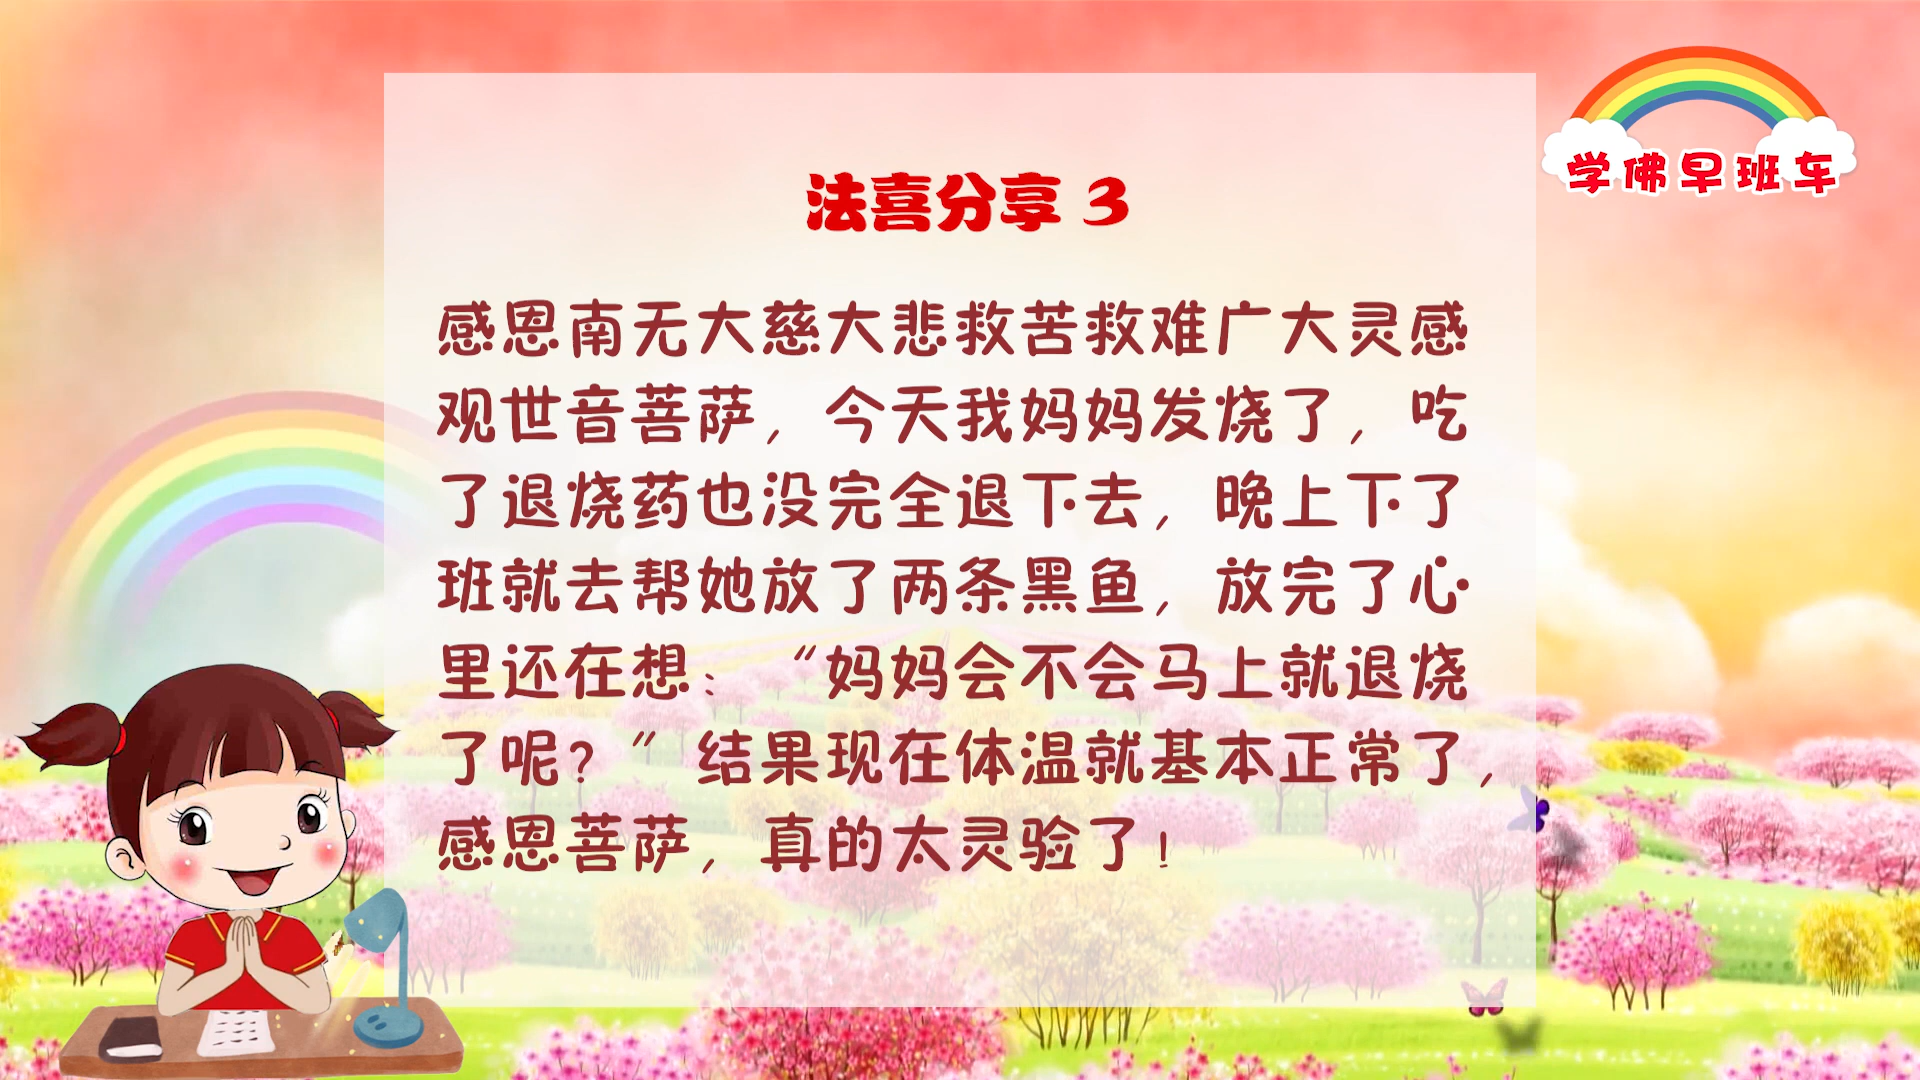 学佛早班车
法喜分享 3
感恩南无大慈大悲救苦救难广大灵感
观世音菩萨，今天我妈妈发烧了，吃
了退烧药也没完全退下去，晚上下了
班就去帮她放了两条黑鱼，放完了心
里还在想：“妈妈会不会马上就退烧
了呢？”结果现在体温就基本正常了，
感恩菩萨，真的太灵验了！